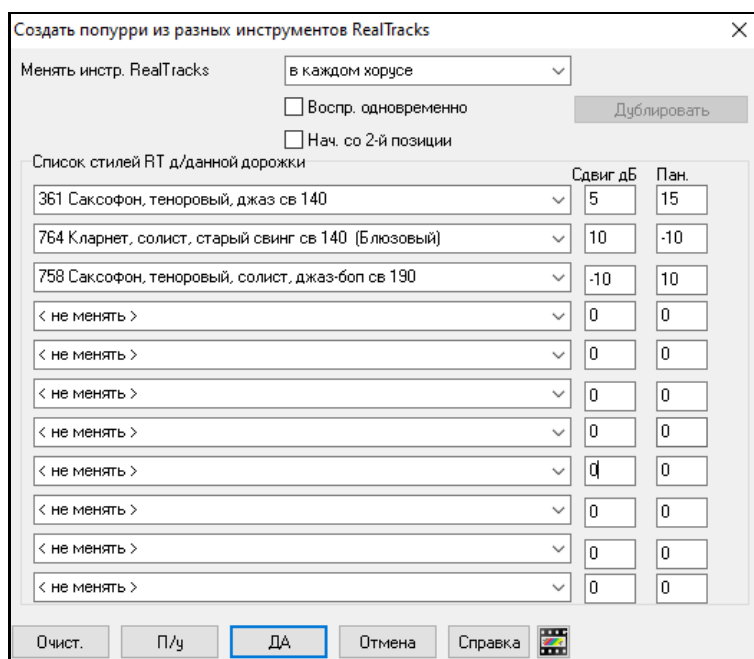 Создать попурри из разных инструментов RealTracks
Менять инстр. RealTracks в каждом хорусе
Воспр. одновременно Дублировать
Нач. со 2-й позиции
Список стилей RT д/данной дорожки Сдвиг дБ Пан.
361 Саксофон, теноровый, джаз св 140 5 15
764 Кларнет, солист, старый свинг св 140 (Блюзовый) 10 -10
758 Саксофон, теноровый, солист, джаз-боп св 190 -10 10
< не менять > 0 0
< не менять > 0 0
< не менять > 0 0
< не менять > 0 0
< не менять > 0 0
< не менять > 0 0
< не менять > 0 0
< не менять > 0 0
Очист. П/у ДА Отмена Справка